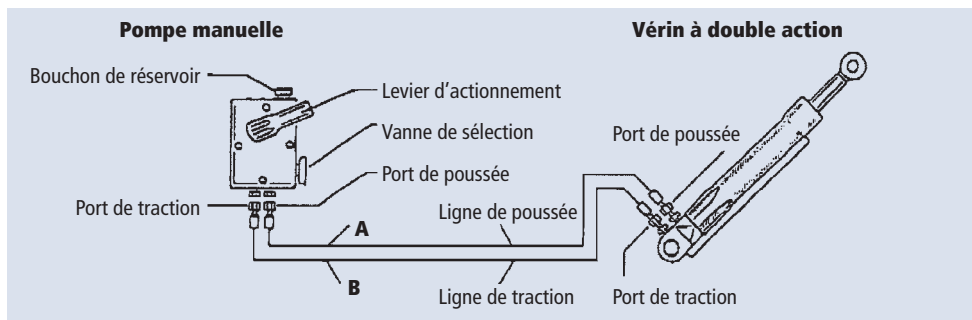 Pompe manuelle
Vérin à double action
Bouchon de réservoir
Levier d’actionnement
Vanne de sélection
Port de poussée
Port de poussée
Port de traction
Ligne de poussée
A
B
Ligne de traction
Port de traction